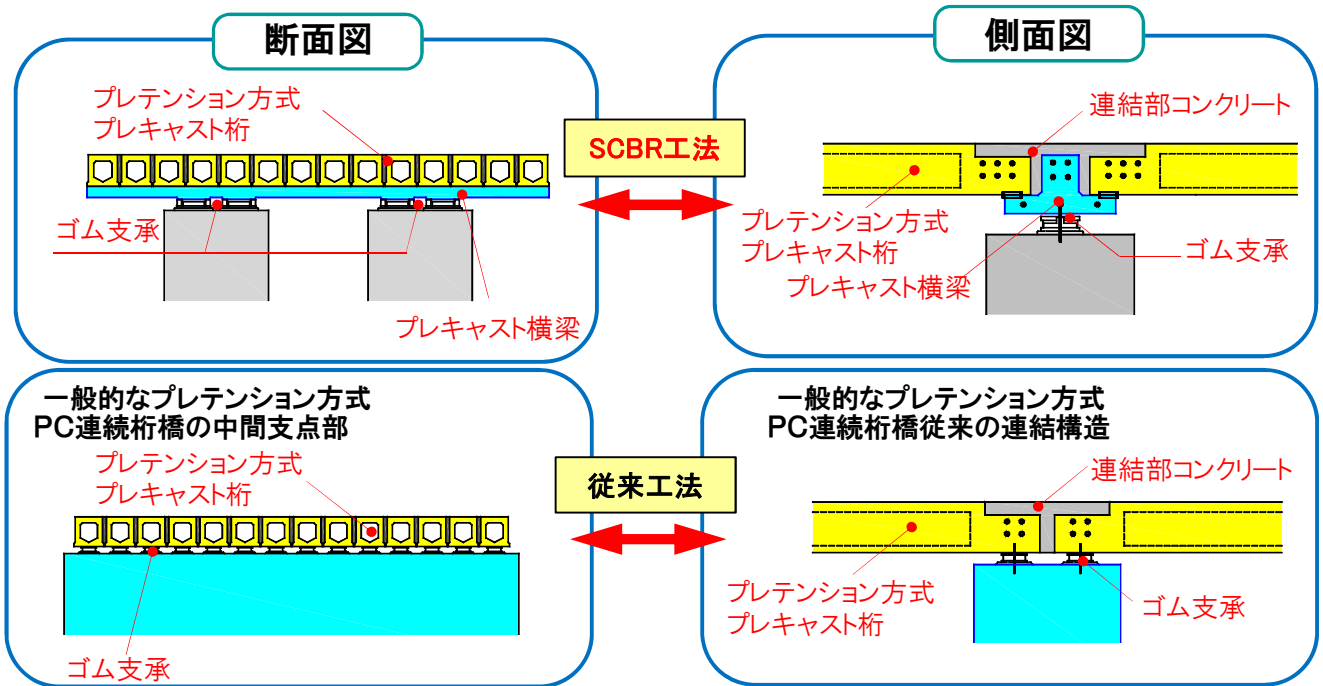 断面図
プレテンション方式
プレキャスト桁
ゴム支承
プレキャスト横梁
SCBR工法
側面図
連結部コンクリート
プレテンション方式
プレキャスト桁
プレキャスト横梁
ゴム支承
一般的なプレテンション方式
PC連続桁橋の中間支点部
プレテンション方式
プレキャスト桁
ゴム支承
従来工法
一般的なプレテンション方式
PC連続桁橋従来の連結構造
連結部コンクリート
プレテンション方式
プレキャスト桁
ゴム支承